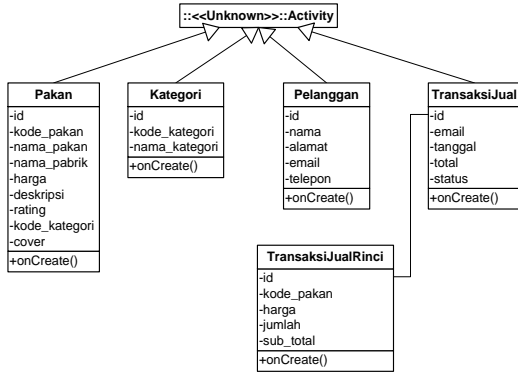 ::<<Unknown>>::Activity
Pakan
-id
-kode_pakan
-nama_pakan
-nama_pabrik
-harga
-deskripsi
-rating
-kode_kategori
-cover
+onCreate()
Kategori
-id
-kode_kategori
-nama_kategori
+onCreate()
Pelanggan
-id
-nama
-alamat
-email
-telepon
+onCreate()
TransaksiJual
-id
-email
-tanggal
-total
-status
+onCreate()
TransaksiJualRinci
-id
-kode_pakan
-harga
-jumlah
-sub_total
+onCreate()